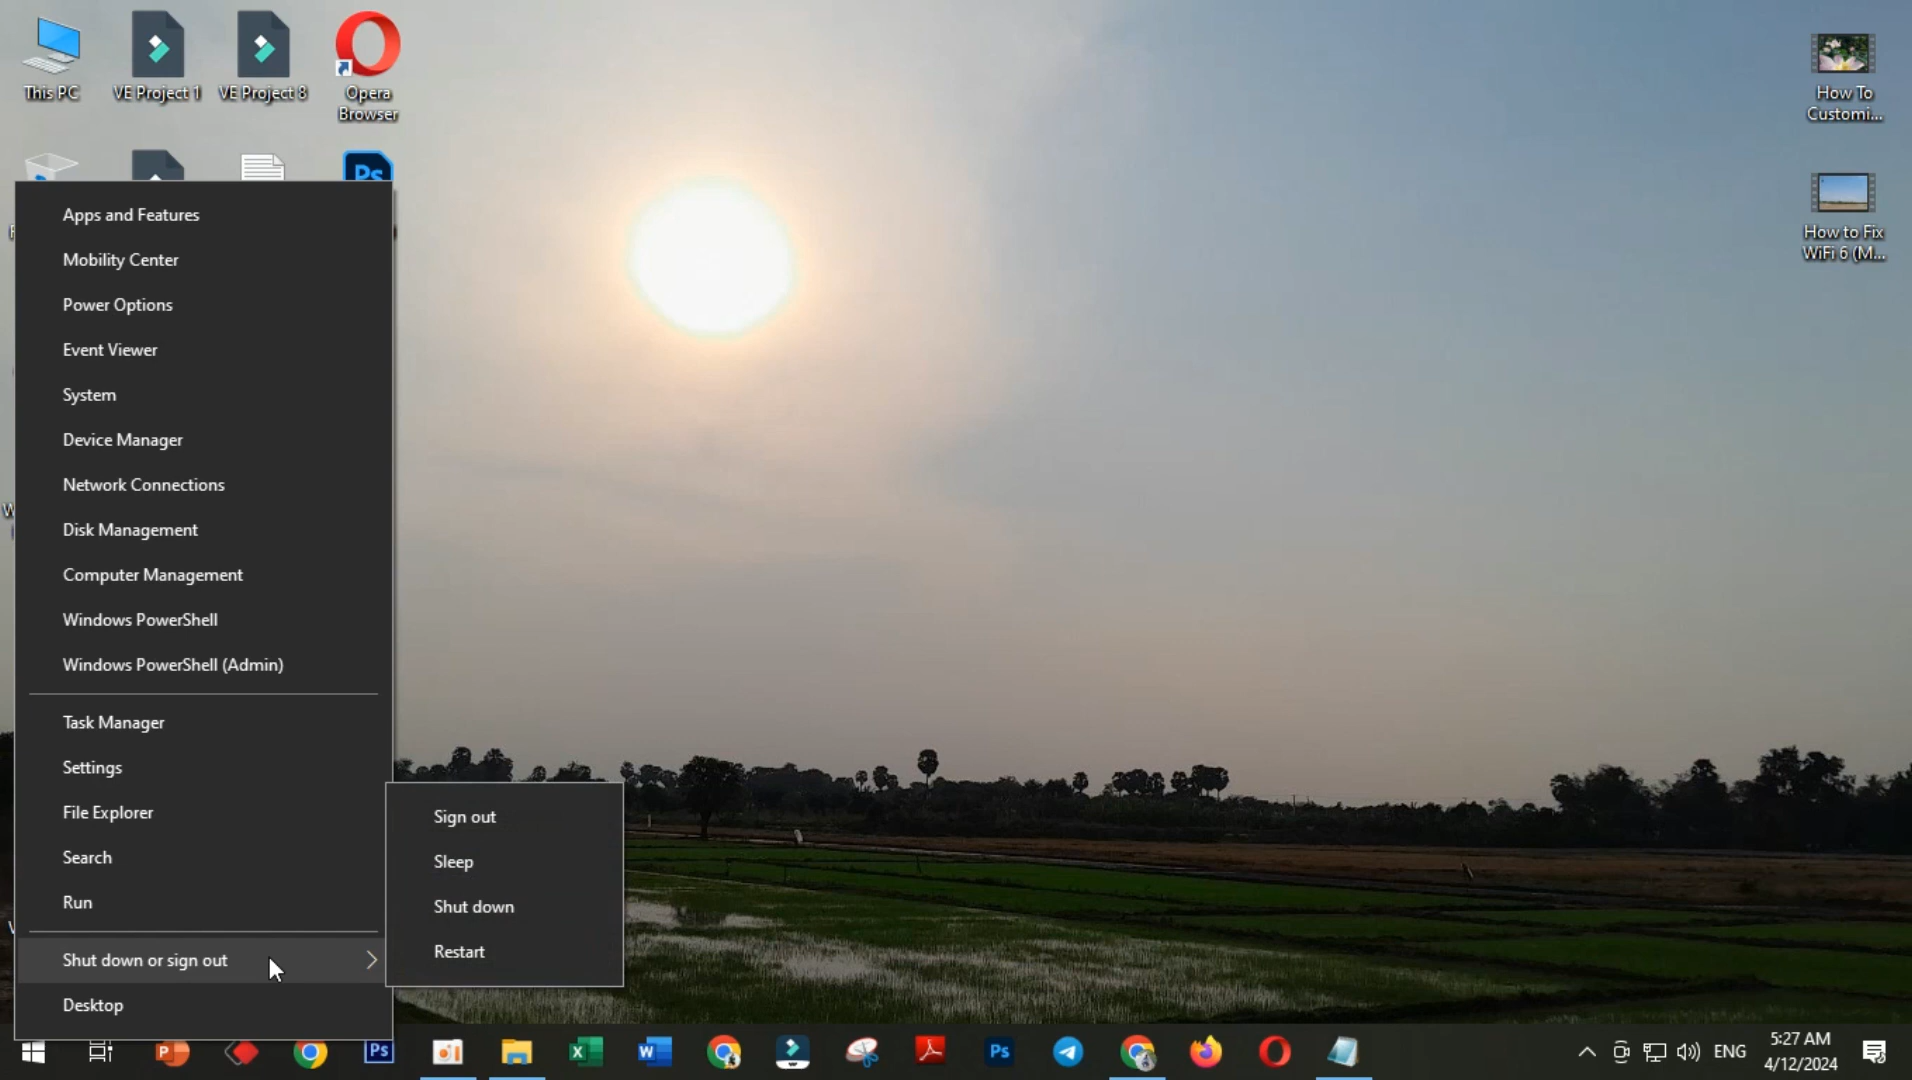 This PC
VE Project 1
VE Project 8
Opera
Browser
Ps
How To
Customi...
How to Fix
WiFi 6 (M...
Apps and Features
Mobility Center
Power Options
Event Viewer
System
Device Manager
Network Connections
Disk Management
Computer Management
Windows PowerShell
Windows PowerShell (Admin)
Task Manager
Settings
File Explorer
Search
Run
Shut down or sign out
Desktop
Sign out
Sleep
Shut down
Restart
Ps
Ps
ENG
5:27 AM
4/12/2024